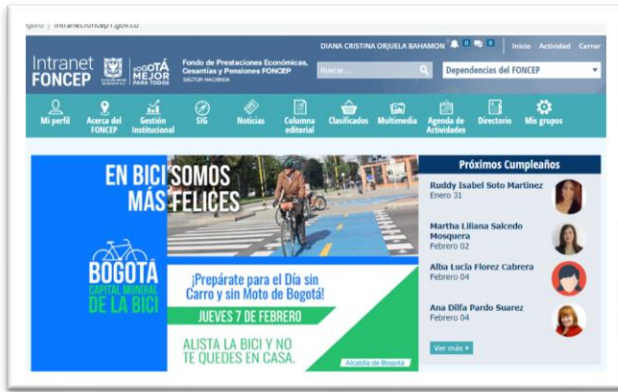 intranet.foncep.gov.co
DIANA CRISTINA ORJUELA BAHAMON
Inicio Actividad Cerrar
Intranet
FONCEP
BOGOTÁ
MEJOR
PARA TODOS
Fondo de Prestaciones Económicas,
Cesantías y Pensiones FONCEP
SECTOR HACIENDA
Buscar...
Dependencias del FONCEP
Mi perfil
Acerca del
FONCEP
Gestión
Institucional
SIG
Noticias
Columna
editorial
Clasificados
Multimedia
Agenda de
Actividades
Directorio
Mis grupos
EN BICI SOMOS
MÁS FELICES
BOGOTÁ
CAPITAL MUNDIAL
DE LA BICI
¡Prepárate para el Día sin
Carro y sin Moto de Bogotá!
JUEVES 7 DE FEBRERO
ALISTA LA BICI Y NO
TE QUEDES EN CASA.
Alcaldía de Bogotá
Próximos Cumpleaños
Ruddy Isabel Soto Martinez
Enero 31
Martha Liliana Salcedo
Mosquera
Febrero 02
Alba Lucia Florez Cabrera
Febrero 04
Ana Dilfa Pardo Suarez
Febrero 04
Ver más